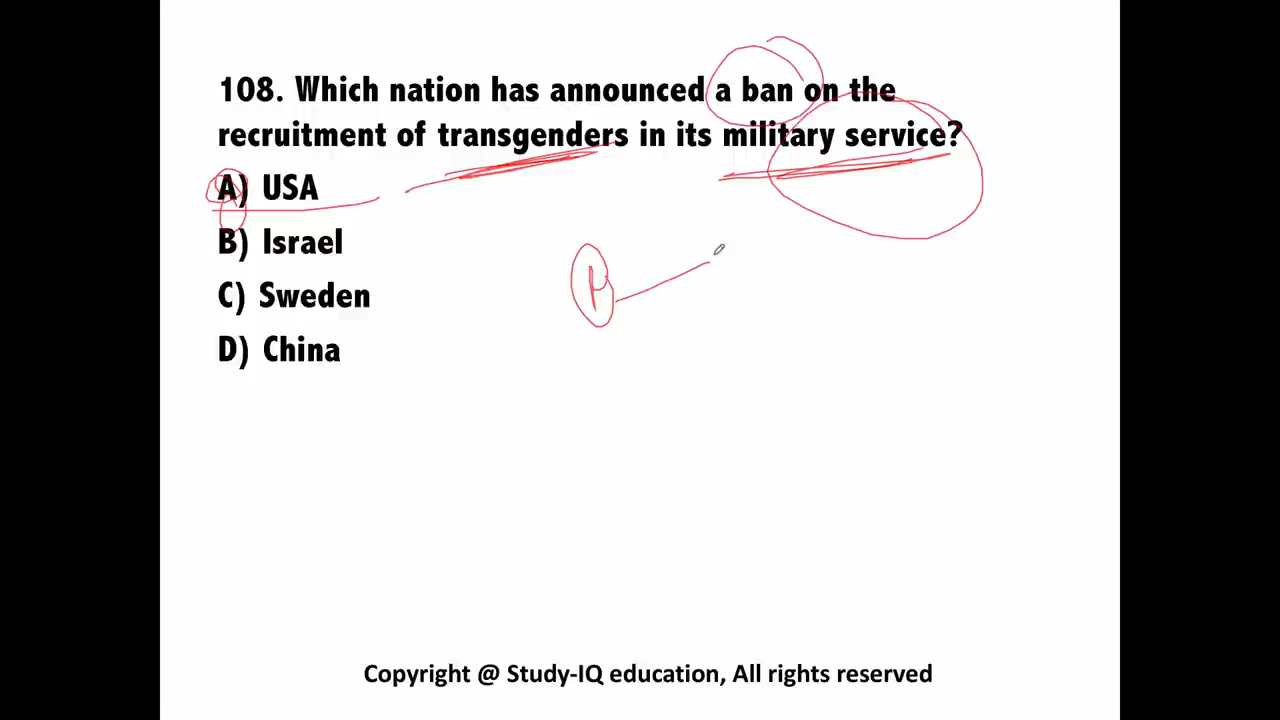 108. Which nation has announced a ban on the
recruitment of transgenders in its military service?
A) USA
B) Israel
C) Sweden
D) China
Copyright @ Study-IQ education, All rights reserved